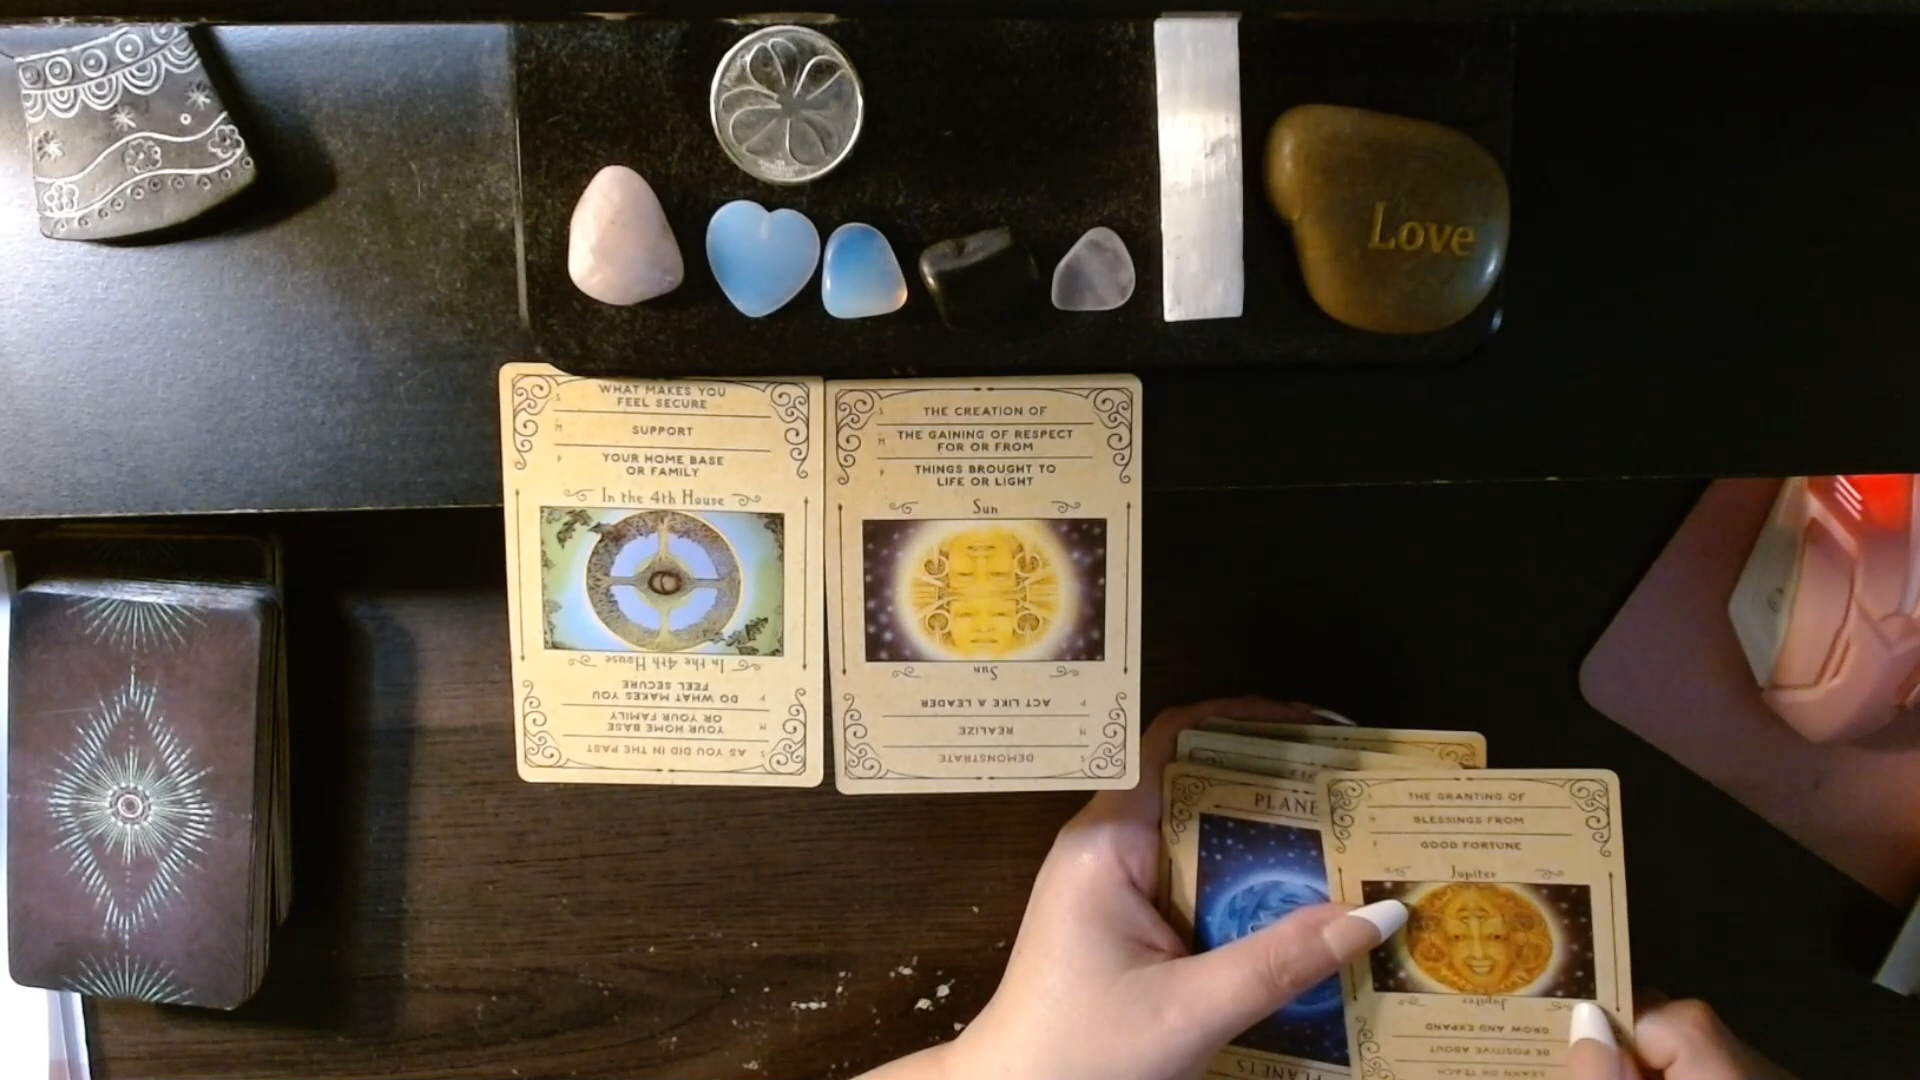 Love
S WHAT MAKES YOU
FEEL SECURE
M SUPPORT
P YOUR HOME BASE
OR FAMILY
In the 4th House
In the 4th House
P DO WHAT MAKES YOU
FEEL SECURE
M YOUR HOME BASE
OR YOUR FAMILY
S AS YOU DID IN THE PAST
S THE CREATION OF
M THE GAINING OF RESPECT
FOR OR FROM
P THINGS BROUGHT TO
LIFE OR LIGHT
Sun
Sun
P ACT LIKE A LEADER
M REALIZE
S DEMONSTRATE
PLANE
PLANETS
S THE GRANTING OF
M BLESSINGS FROM
P GOOD FORTUNE
Jupiter
Jupiter
GROW AND EXPAND
BE POSITIVE ABOUT
LEARN OR TEACH